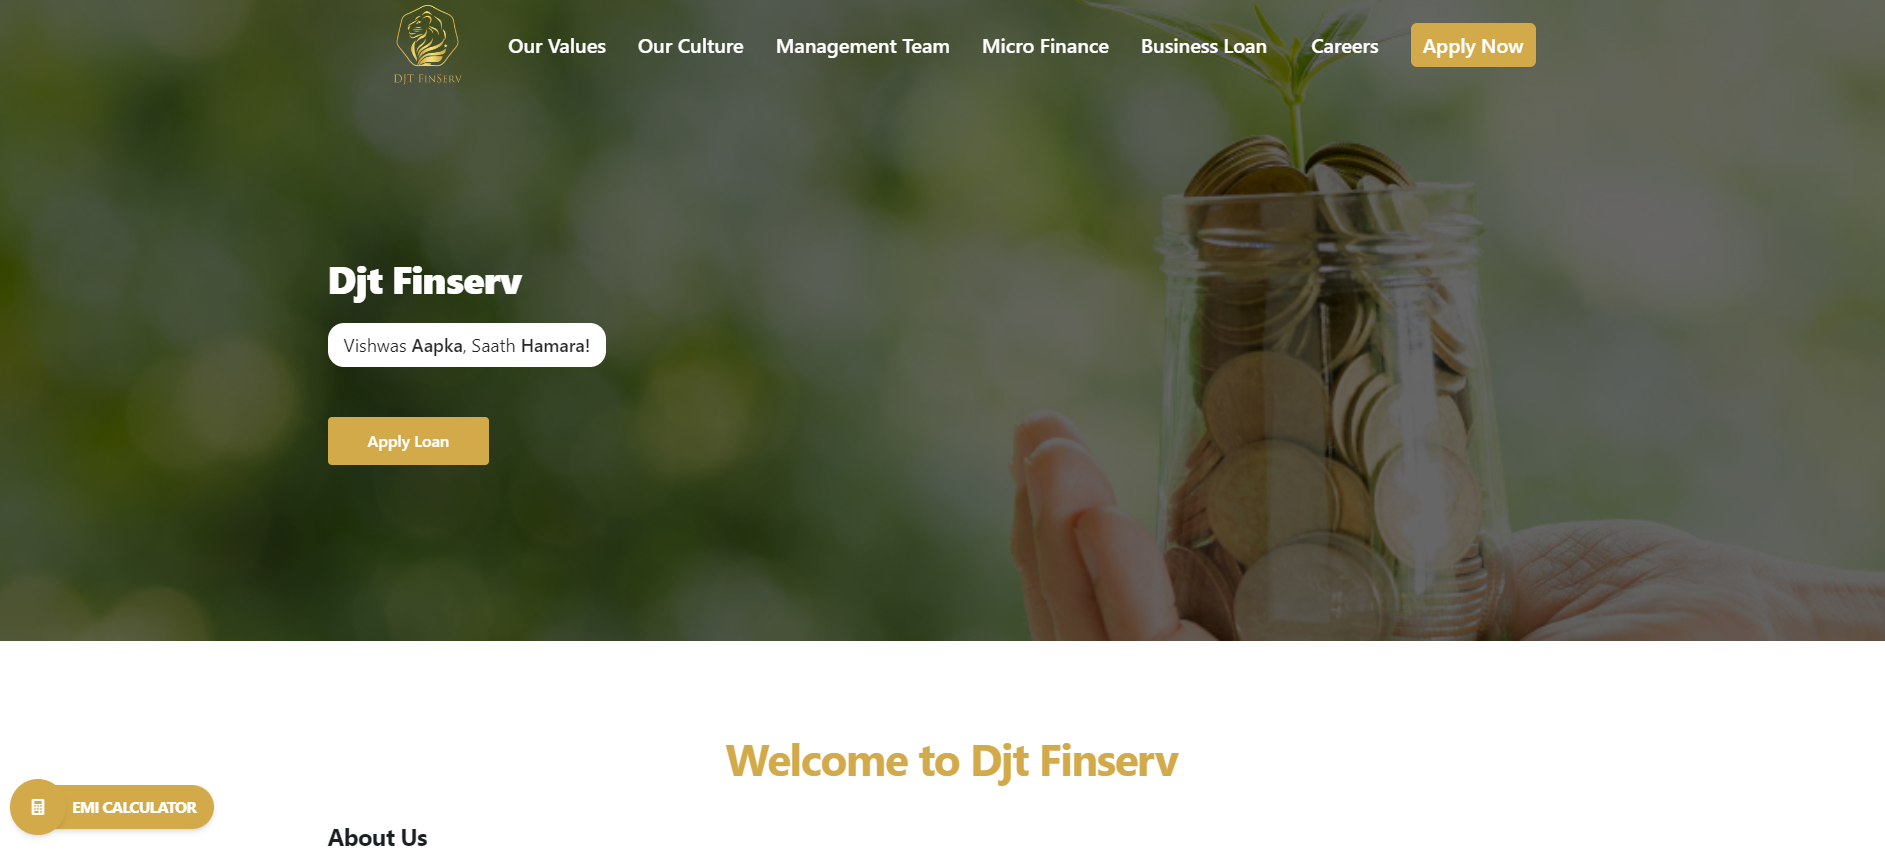 DJT FINSERV
Our Values
Our Culture
Management Team
Micro Finance
Business Loan
Careers
Apply Now
Djt Finserv
Vishwas Aapka, Saath Hamara!
Apply Loan
Welcome to Djt Finserv
EMI CALCULATOR
About Us